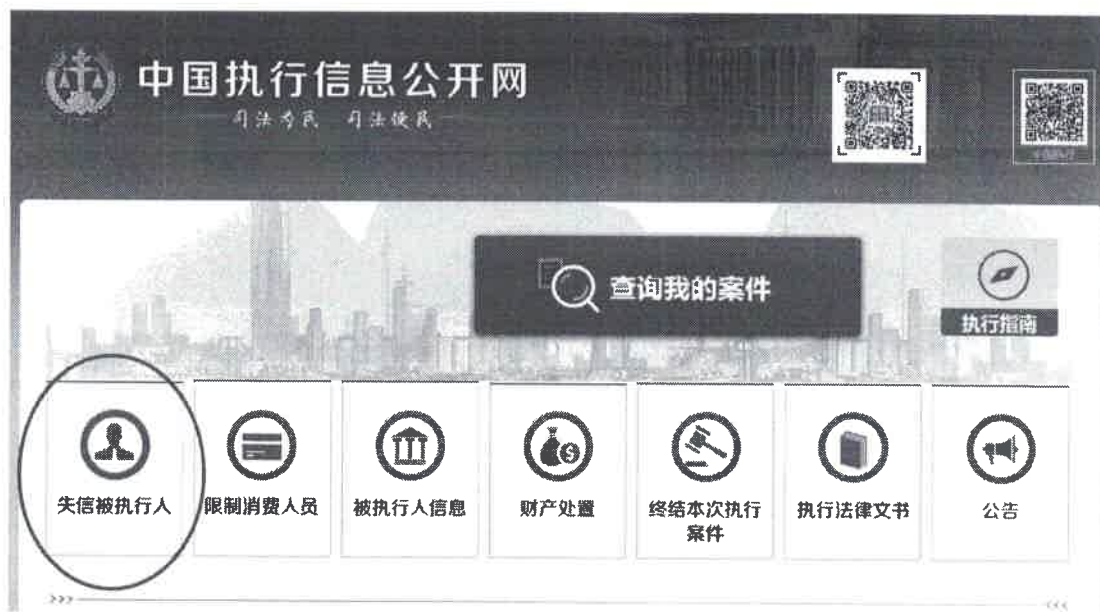 中国执行信息公开网
司法为民 司法便民
查询我的案件
执行指南
失信被执行人
限制消费人员
被执行人信息
财产处置
终结本次执行
案件
执行法律文书
公告